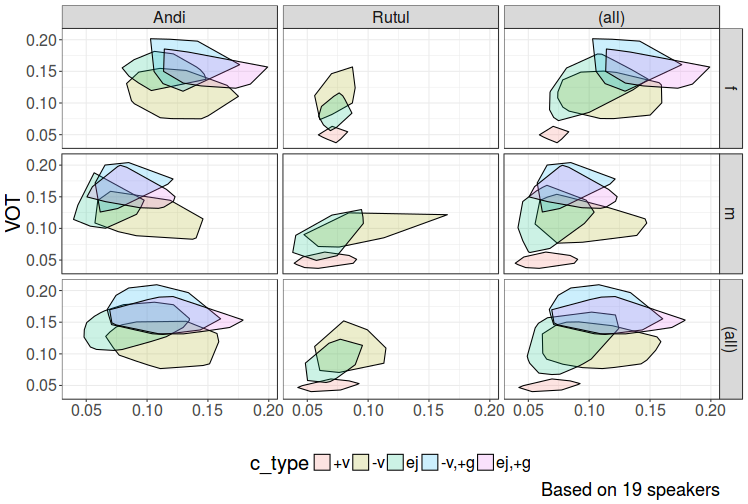 Andi Rutul (all)
0.20
0.15
0.10
0.05
f
0.20
0.15
0.10
0.05
m
VOT
0.20
0.15
0.10
0.05
(all)
0.05 0.10 0.15 0.20 0.05 0.10 0.15 0.20 0.05 0.10 0.15 0.20
c_type +v -v ej -v,+g ej,+g
Based on 19 speakers